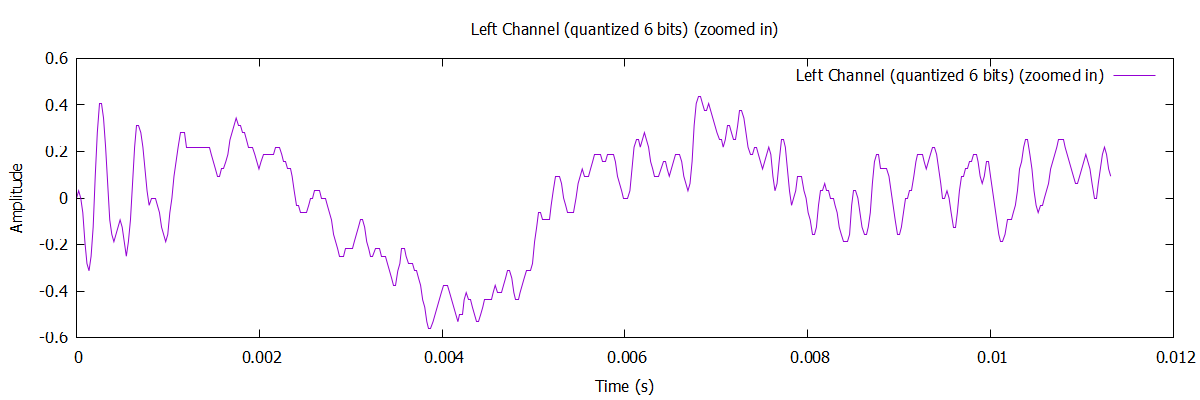 Left Channel (quantized 6 bits) (zoomed in)
Left Channel (quantized 6 bits) (zoomed in)
0.6
0.4
0.2
0
-0.2
-0.4
-0.6
Amplitude
0 0.002 0.004 0.006 0.008 0.01 0.012
Time (s)